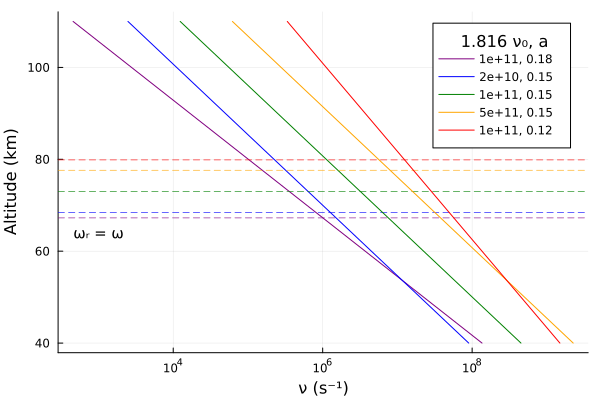 1.816 ν₀, a
1e+11, 0.18
2e+10, 0.15
1e+11, 0.15
5e+11, 0.15
1e+11, 0.12
100
80
60
40
Altitude (km)
ωᵣ = ω
10⁴
10⁶
10⁸
ν (s⁻¹)